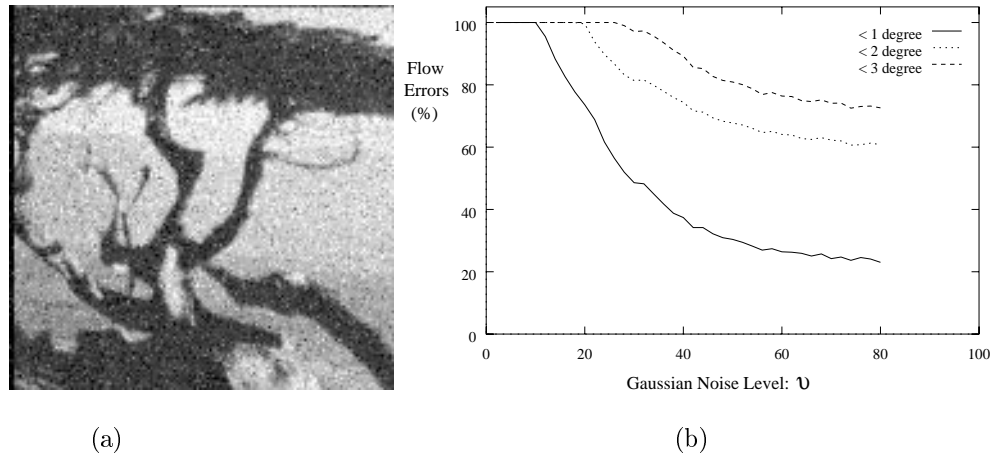 100
80
60
40
20
0
Flow
Errors
(%)
< 1 degree
< 2 degree
< 3 degree
0 20 40 60 80 100
Gaussian Noise Level: υ
(a) (b)